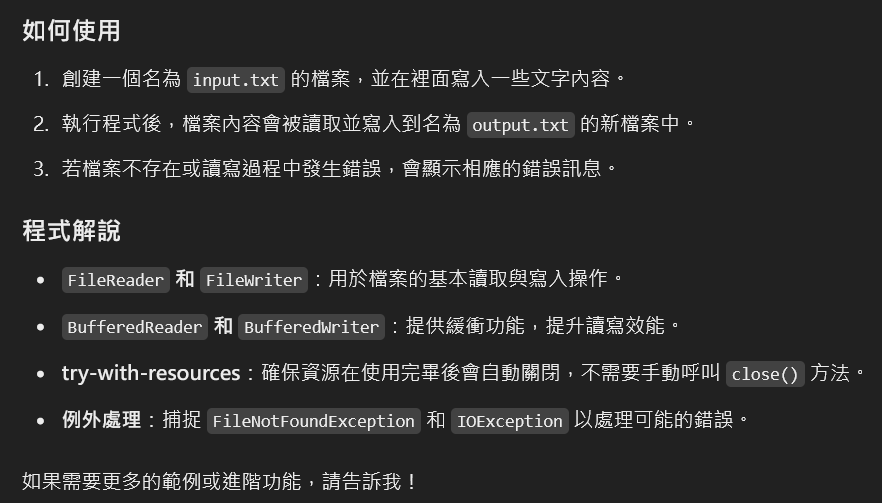 如何使用
1. 創建一個名為 input.txt 的檔案，並在裡面寫入一些文字內容。
2. 執行程式後，檔案內容會被讀取並寫入到名為 output.txt 的新檔案中。
3. 若檔案不存在或讀寫過程中發生錯誤，會顯示相應的錯誤訊息。
程式解說
• FileReader 和 FileWriter：用於檔案的基本讀取與寫入操作。
• BufferedReader 和 BufferedWriter：提供緩衝功能，提升讀寫效能。
• try-with-resources：確保資源在使用完畢後會自動關閉，不需要手動呼叫 close() 方法。
• 例外處理：捕捉 FileNotFoundException 和 IOException 以處理可能的錯誤。
如果需要更多的範例或進階功能，請告訴我！